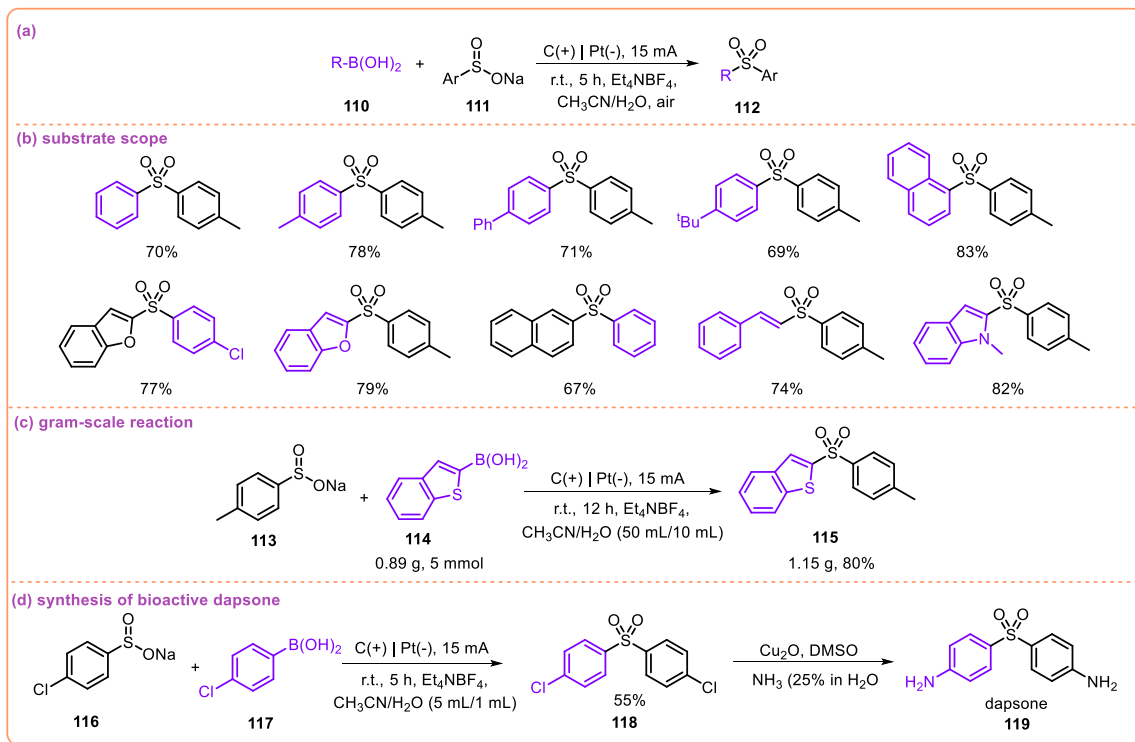 (a)
R-B(OH)2 + Ar S O ONa C(+) | Pt(-), 15 mA O O S R Ar
r.t., 5 h, Et4NBF4,
CH3CN/H2O, air
110 111 112
(b) substrate scope
O O S
O O S
O O S Ph
O O S tBu
O O S
70% 78% 71% 69% 83%
O O S O Cl
O O S O
O O S
O O S
O O S N
77% 79% 67% 74% 82%
(c) gram-scale reaction
O S ONa + B(OH)2 S C(+) | Pt(-), 15 mA O O S S
r.t., 12 h, Et4NBF4,
CH3CN/H2O (50 mL/10 mL)
113 114 115
0.89 g, 5 mmol 1.15 g, 80%
(d) synthesis of bioactive dapsone
O S ONa Cl + B(OH)2 Cl C(+) | Pt(-), 15 mA O O S Cl Cl Cu2O, DMSO O O S H2N NH2
r.t., 5 h, Et4NBF4, NH3 (25% in H2O
CH3CN/H2O (5 mL/1 mL)
55% dapsone
116 117 118 119